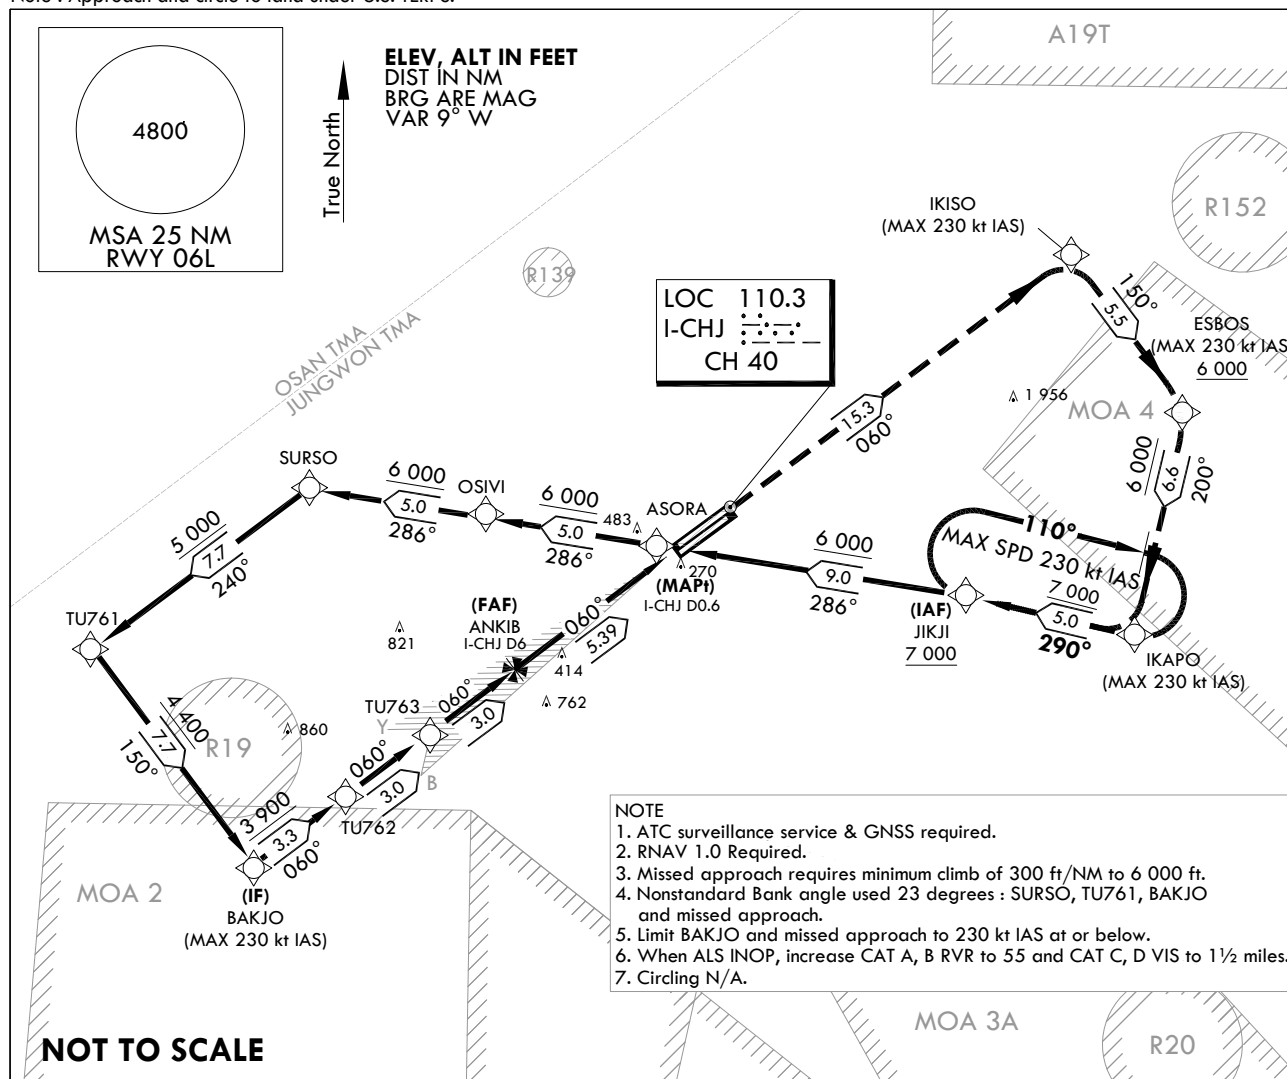 4800
MSA 25 NM
RWY 06L
True North
ELEV, ALT IN FEET
DIST IN NM
BRG ARE MAG
VAR 9° W
A19T
R152
R139
OSAN TMA
JUNGWON TMA
LOC 110.3
I-CHJ
CH 40
IKISO
(MAX 230 kt IAS)
150°
5.5
ESBOS
(MAX 230 kt IAS
6 000
1 956
MOA 4
15.3
060°
6 000
6.6
200°
SURSO
6 000
5.0
286°
OSIVI
6 000
5.0
286°
483
ASORA
270
(MAPt)
I-CHJ D0.6
6 000
9.0
286°
110°
MAX SPD 230 kt IAS
(IAF)
JIKJI
7 000
7 000
5.0
290°
IKAPO
(MAX 230 kt IAS)
5 000
7.7
240°
TU761
821
(FAF)
ANKIB
I-CHJ D6
060°
5.39
414
762
4 400
7.7
150°
R19
860
TU763
Y
060°
3.0
B
060°
3.0
TU762
3 900
3.3
060°
(IF)
BAKJO
(MAX 230 kt IAS)
MOA 2
NOTE
1. ATC surveillance service & GNSS required.
2. RNAV 1.0 Required.
3. Missed approach requires minimum climb of 300 ft/NM to 6 000 ft.
4. Nonstandard Bank angle used 23 degrees : SURSO, TU761, BAKJO
and missed approach.
5. Limit BAKJO and missed approach to 230 kt IAS at or below.
6. When ALS INOP, increase CAT A, B RVR to 55 and CAT C, D VIS to 1½ miles.
7. Circling N/A.
MOA 3A
R20
NOT TO SCALE